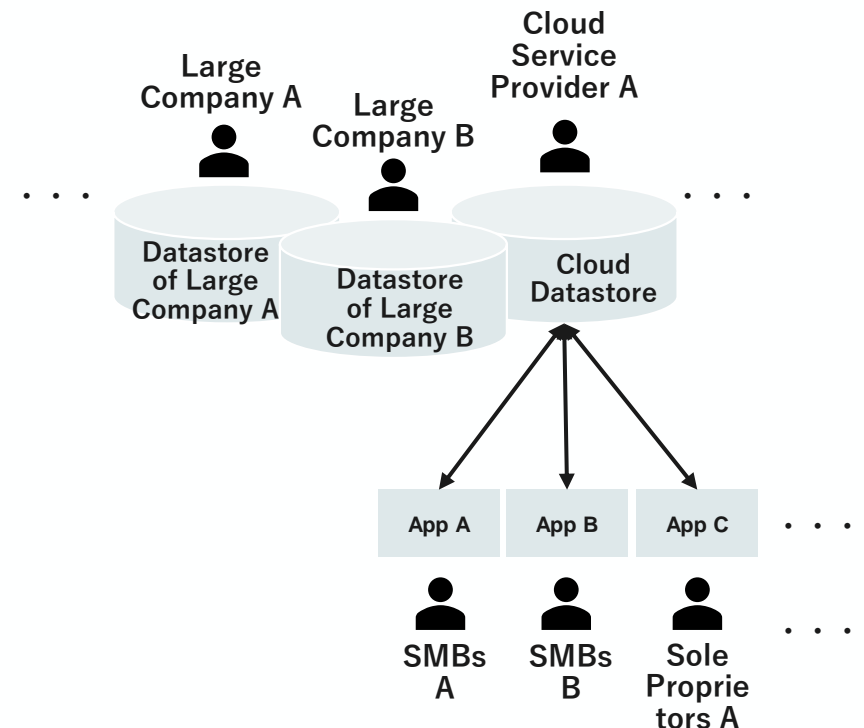 Large
Company A
Large
Company B
Cloud
Service
Provider A
. . .
. . .
Datastore
of Large
Company A
Datastore
of Large
Company B
Cloud
Datastore
App A
App B
App C
. . .
SMBs
A
SMBs
B
Sole
Proprie
tors A
. . .